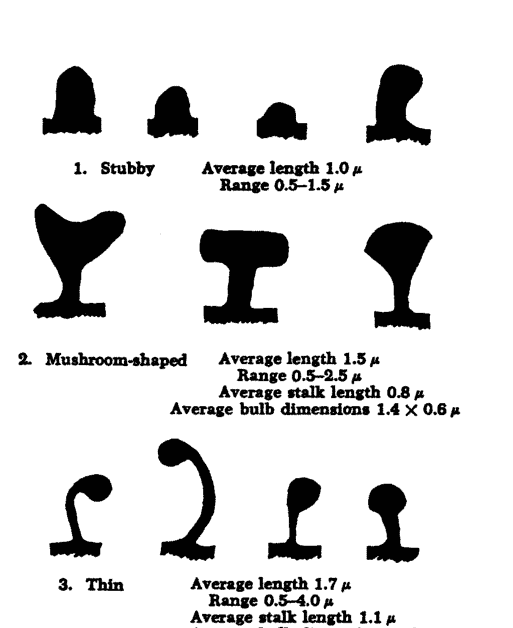 1. Stubby Average length 1.0 μ
Range 0.5–1.5 μ
2. Mushroom-shaped Average length 1.5 μ
Range 0.5–2.5 μ
Average stalk length 0.8 μ
Average bulb dimensions 1.4 × 0.6 μ
3. Thin Average length 1.7 μ
Range 0.5–4.0 μ
Average stalk length 1.1 μ